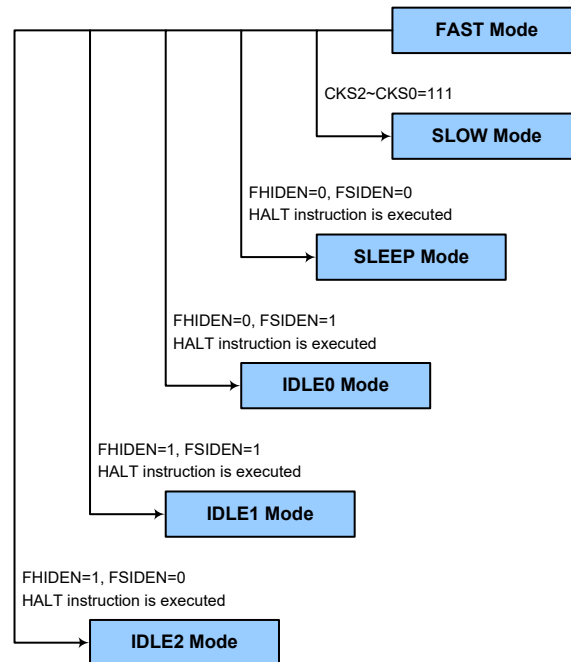 FAST Mode
CKS2~CKS0=111
SLOW Mode
FHIDEN=0, FSIDEN=0
HALT instruction is executed
SLEEP Mode
FHIDEN=0, FSIDEN=1
HALT instruction is executed
IDLE0 Mode
FHIDEN=1, FSIDEN=1
HALT instruction is executed
IDLE1 Mode
FHIDEN=1, FSIDEN=0
HALT instruction is executed
IDLE2 Mode